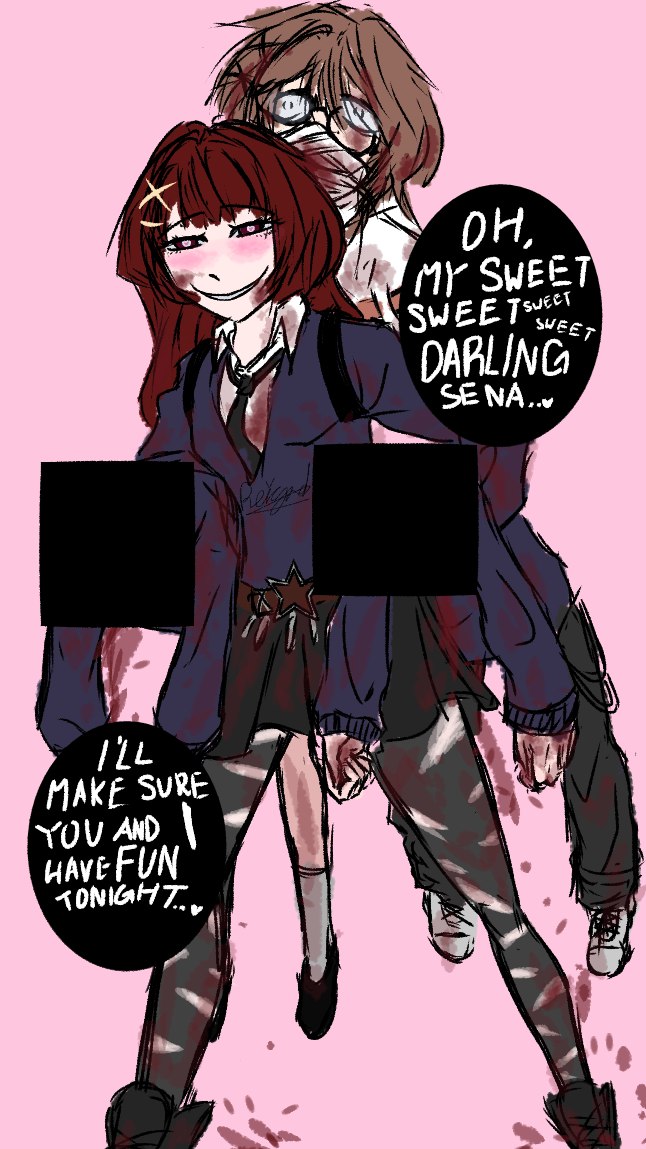 OH,
MY SWEET
SWEET SWEET
SWEET
DARLING
SENA..♥
I'LL
MAKE SURE
YOU AND I
HAVE FUN
TONIGHT..♥